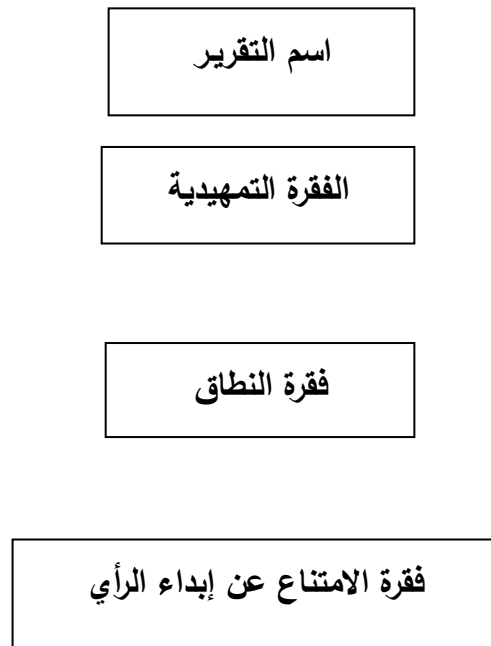 اسم التقرير
الفقرة التمهيدية
فقرة النطاق
فقرة الامتناع عن إبداء الرأي